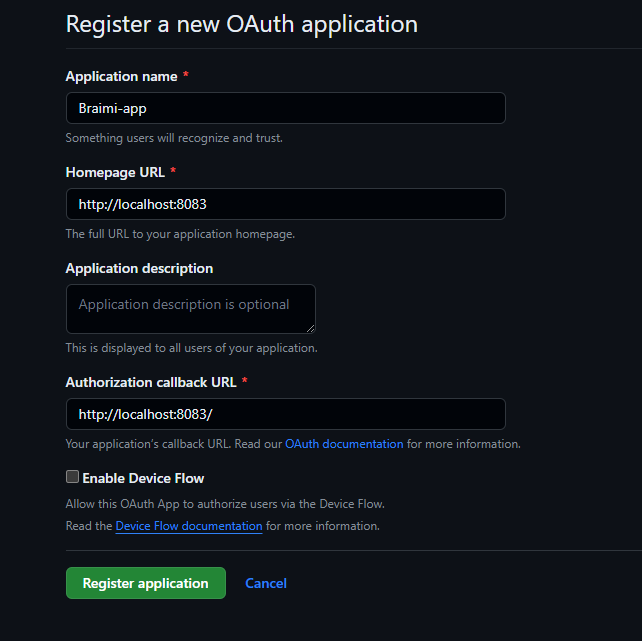 Register a new OAuth application
Application name *
Braimi-app
Something users will recognize and trust.
Homepage URL *
http://localhost:8083
The full URL to your application homepage.
Application description
Application description is optional
This is displayed to all users of your application.
Authorization callback URL *
http://localhost:8083/
Your application's callback URL. Read our OAuth documentation for more information.
Enable Device Flow
Allow this OAuth App to authorize users via the Device Flow.
Read the Device Flow documentation for more information.
Register application Cancel